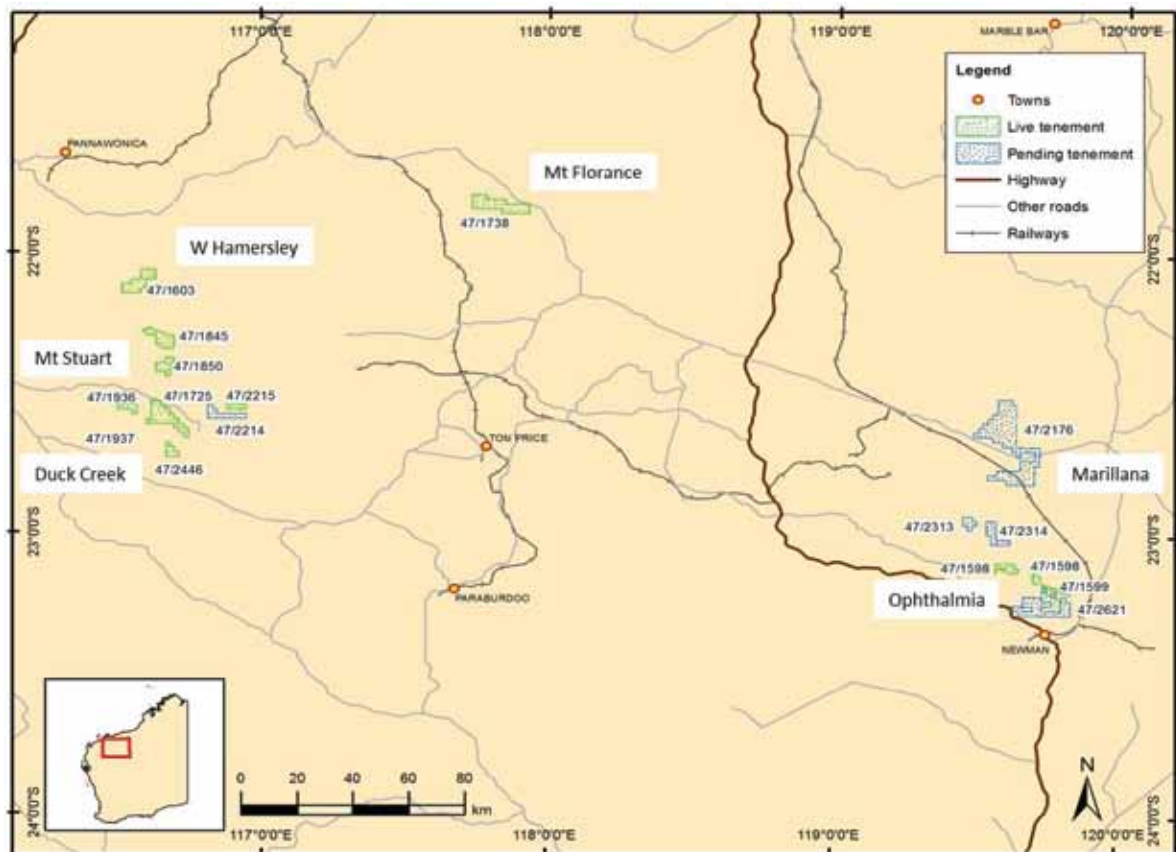 117°0'0"E
118°0'0"E
119°0'0"E
120°0'0"E
MARBLE BAR
Legend
Towns
Live tenement
Pending tenement
Highway
Other roads
Railways
PANNAWONICA
Mt Florance
47/1738
22°0'0"S
22°0'0"S
W Hamersley
47/1603
47/1845
Mt Stuart
47/1850
47/1936
47/1725
47/2215
47/2214
47/1937
47/2446
Duck Creek
TOM PRICE
47/2176
Marillana
23°0'0"S
23°0'0"S
47/2313
47/2314
47/1598
47/1598
47/1599
Ophthalmia
47/2621
PARABURDOO
NEWMAN
N
0 20 40 60 80
km
24°0'0"S
24°0'0"S
117°0'0"E
118°0'0"E
119°0'0"E
120°0'0"E